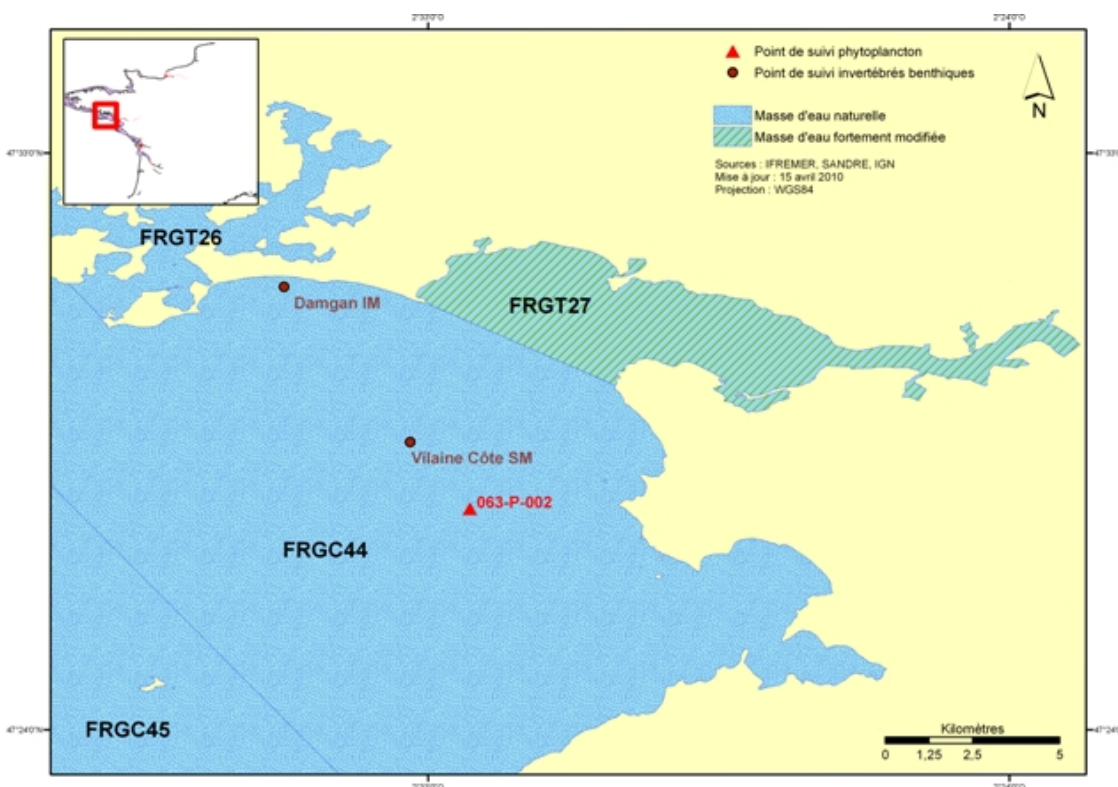 2°33'0"O
2°24'0"O
Point de suivi phytoplancton
Point de suivi invertébrés benthiques
N
Masse d'eau naturelle
Masse d'eau fortement modifiée
47°33'0"N
Sources : IFREMER, SANDRE, IGN
Mise à jour : 15 avril 2010
Projection : WGS84
FRGT26
Damgan IM
FRGT27
Vilaine Côte SM
063-P-002
FRGC44
FRGC45
47°24'0"N
Kilomètres
0 1,25 2,5 5